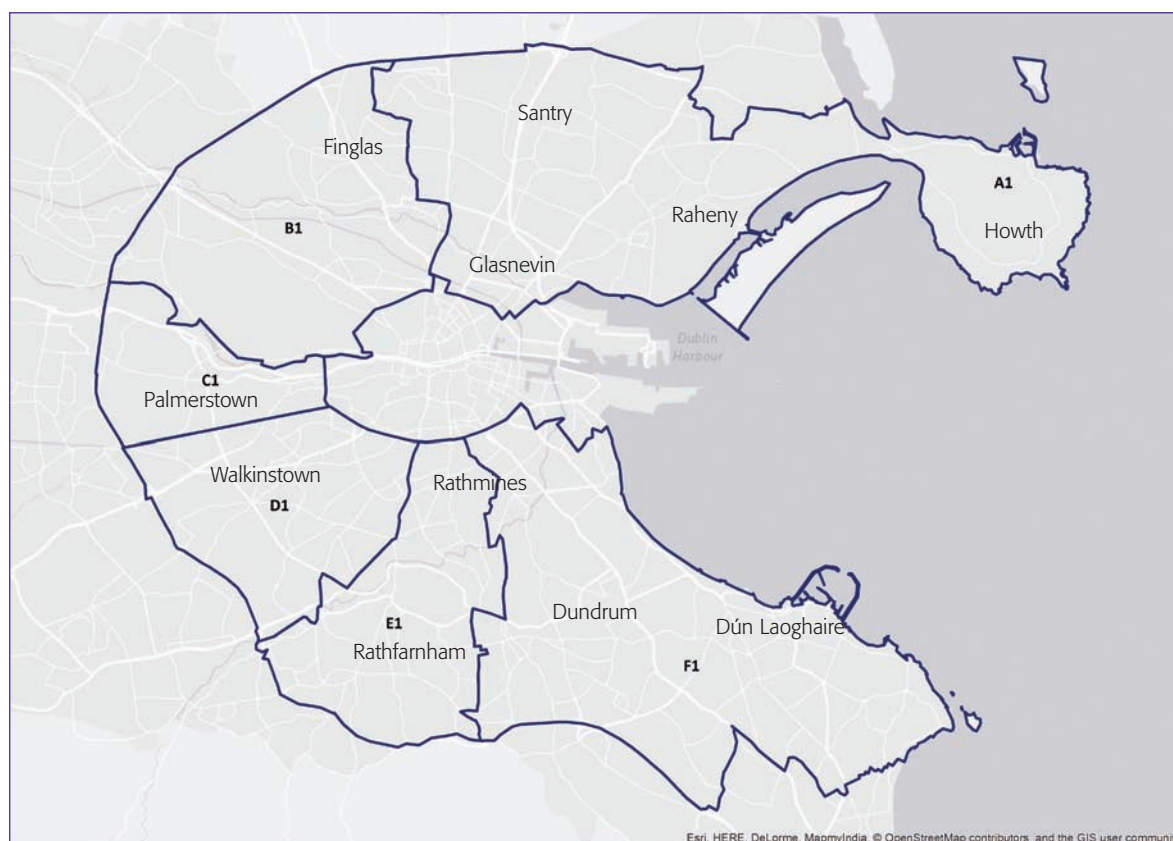 Santry
Finglas
A1
Raheny
B1
Howth
Glasnevin
Dublin
Harbour
C1
Palmerstown
Walkinstown
Rathmines
D1
Dundrum
E1
Dún Laoghaire
Rathfarnham
F1
Esri, HERE, DeLorme, MapmyIndia, © OpenStreetMap contributors, and the GIS user communit